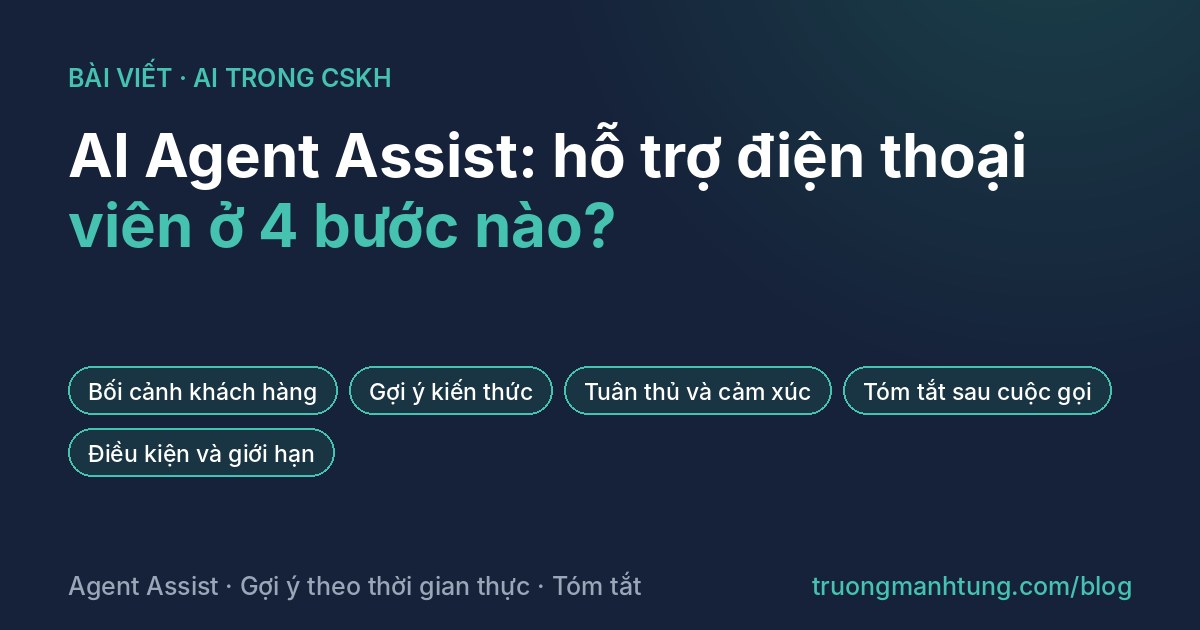 BÀI VIẾT · AI TRONG CSKH
AI Agent Assist: hỗ trợ điện thoại
viên ở 4 bước nào?
Bối cảnh khách hàng
Gợi ý kiến thức
Tuân thủ và cảm xúc
Tóm tắt sau cuộc gọi
Điều kiện và giới hạn
Agent Assist · Gợi ý theo thời gian thực · Tóm tắt
truongmanhtung.com/blog